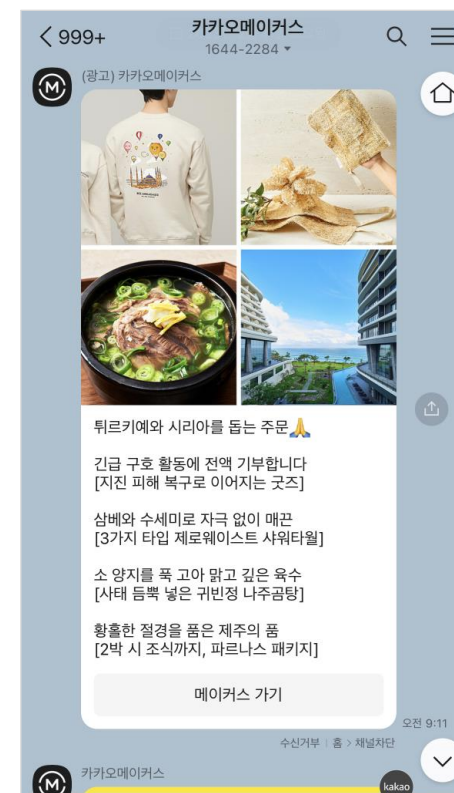 999+
카카오메이커스
1644-2284
(광고) 카카오메이커스
튀르키예와 시리아를 돕는 주문🙏
긴급 구호 활동에 전액 기부합니다
[지진 피해 복구로 이어지는 굿즈]
삼베와 수세미로 자극 없이 매끈
[3가지 타입 제로웨이스트 샤워타월]
소 양지를 푹 고아 맑고 깊은 육수
[사태 듬뿍 넣은 귀빈정 나주곰탕]
황홀한 절경을 품은 제주의 품
[2박 시 조식까지, 파르나스 패키지]
메이커스 가기
오전 9:11
수신거부 | 홈 > 채널차단
카카오메이커스
kakao